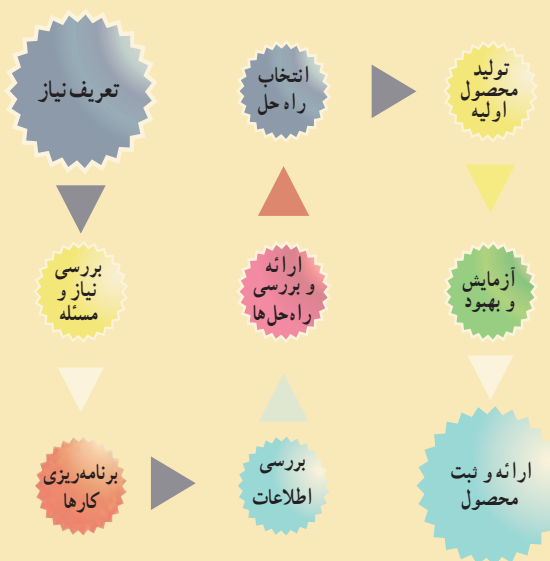 تعریف نیاز
بررسی
نیاز و
مسئله
برنامه‌ریزی
کارها
بررسی
اطلاعات
ارائه
و بررسی
راه‌حل‌ها
انتخاب
راه حل
تولید
محصول
اولیه
آزمایش
و بهبود
ارائه و ثبت
محصول